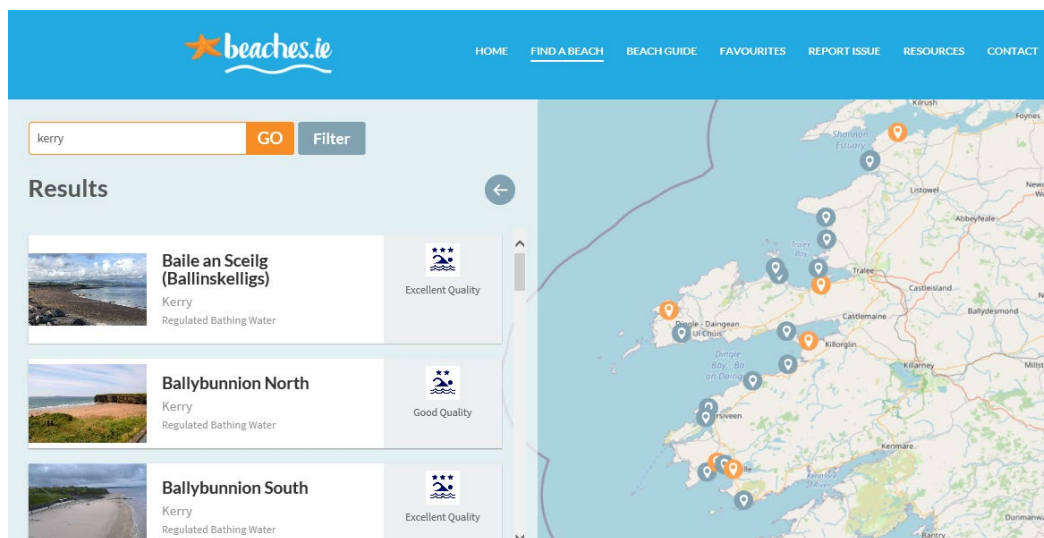 beaches.ie
HOME
FIND A BEACH
BEACH GUIDE
FAVOURITES
REPORT ISSUE
RESOURCES
CONTACT
kerry
GO
Filter
Results
Baile an Sceilg
(Ballinskelligs)
Kerry
Regulated Bathing Water
Excellent Quality
Ballybunnion North
Kerry
Regulated Bathing Water
Good Quality
Ballybunnion South
Kerry
Regulated Bathing Water
Excellent Quality
Kilrush
Foynes
Shannon
Estuary
Listowel
Abbeyfeale
Tralee
Castleisland
Castlemaine
Ballydesmond
Killorglin
Dingle
Bay
Killarney
Kenmare
Bantry